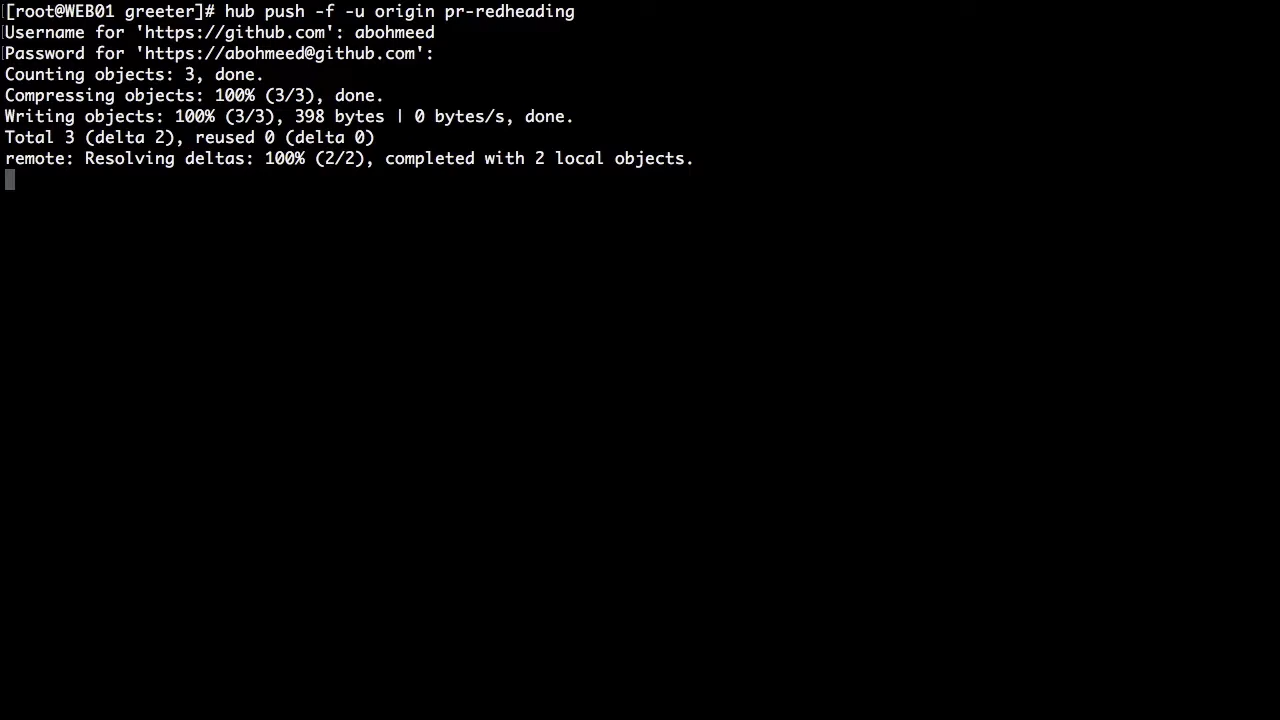 [root@WEB01 greeter]# hub push -f -u origin pr-redheading
Username for 'https://github.com': abohmeed
Password for 'https://abohmeed@github.com':
Counting objects: 3, done.
Compressing objects: 100% (3/3), done.
Writing objects: 100% (3/3), 398 bytes | 0 bytes/s, done.
Total 3 (delta 2), reused 0 (delta 0)
remote: Resolving deltas: 100% (2/2), completed with 2 local objects.